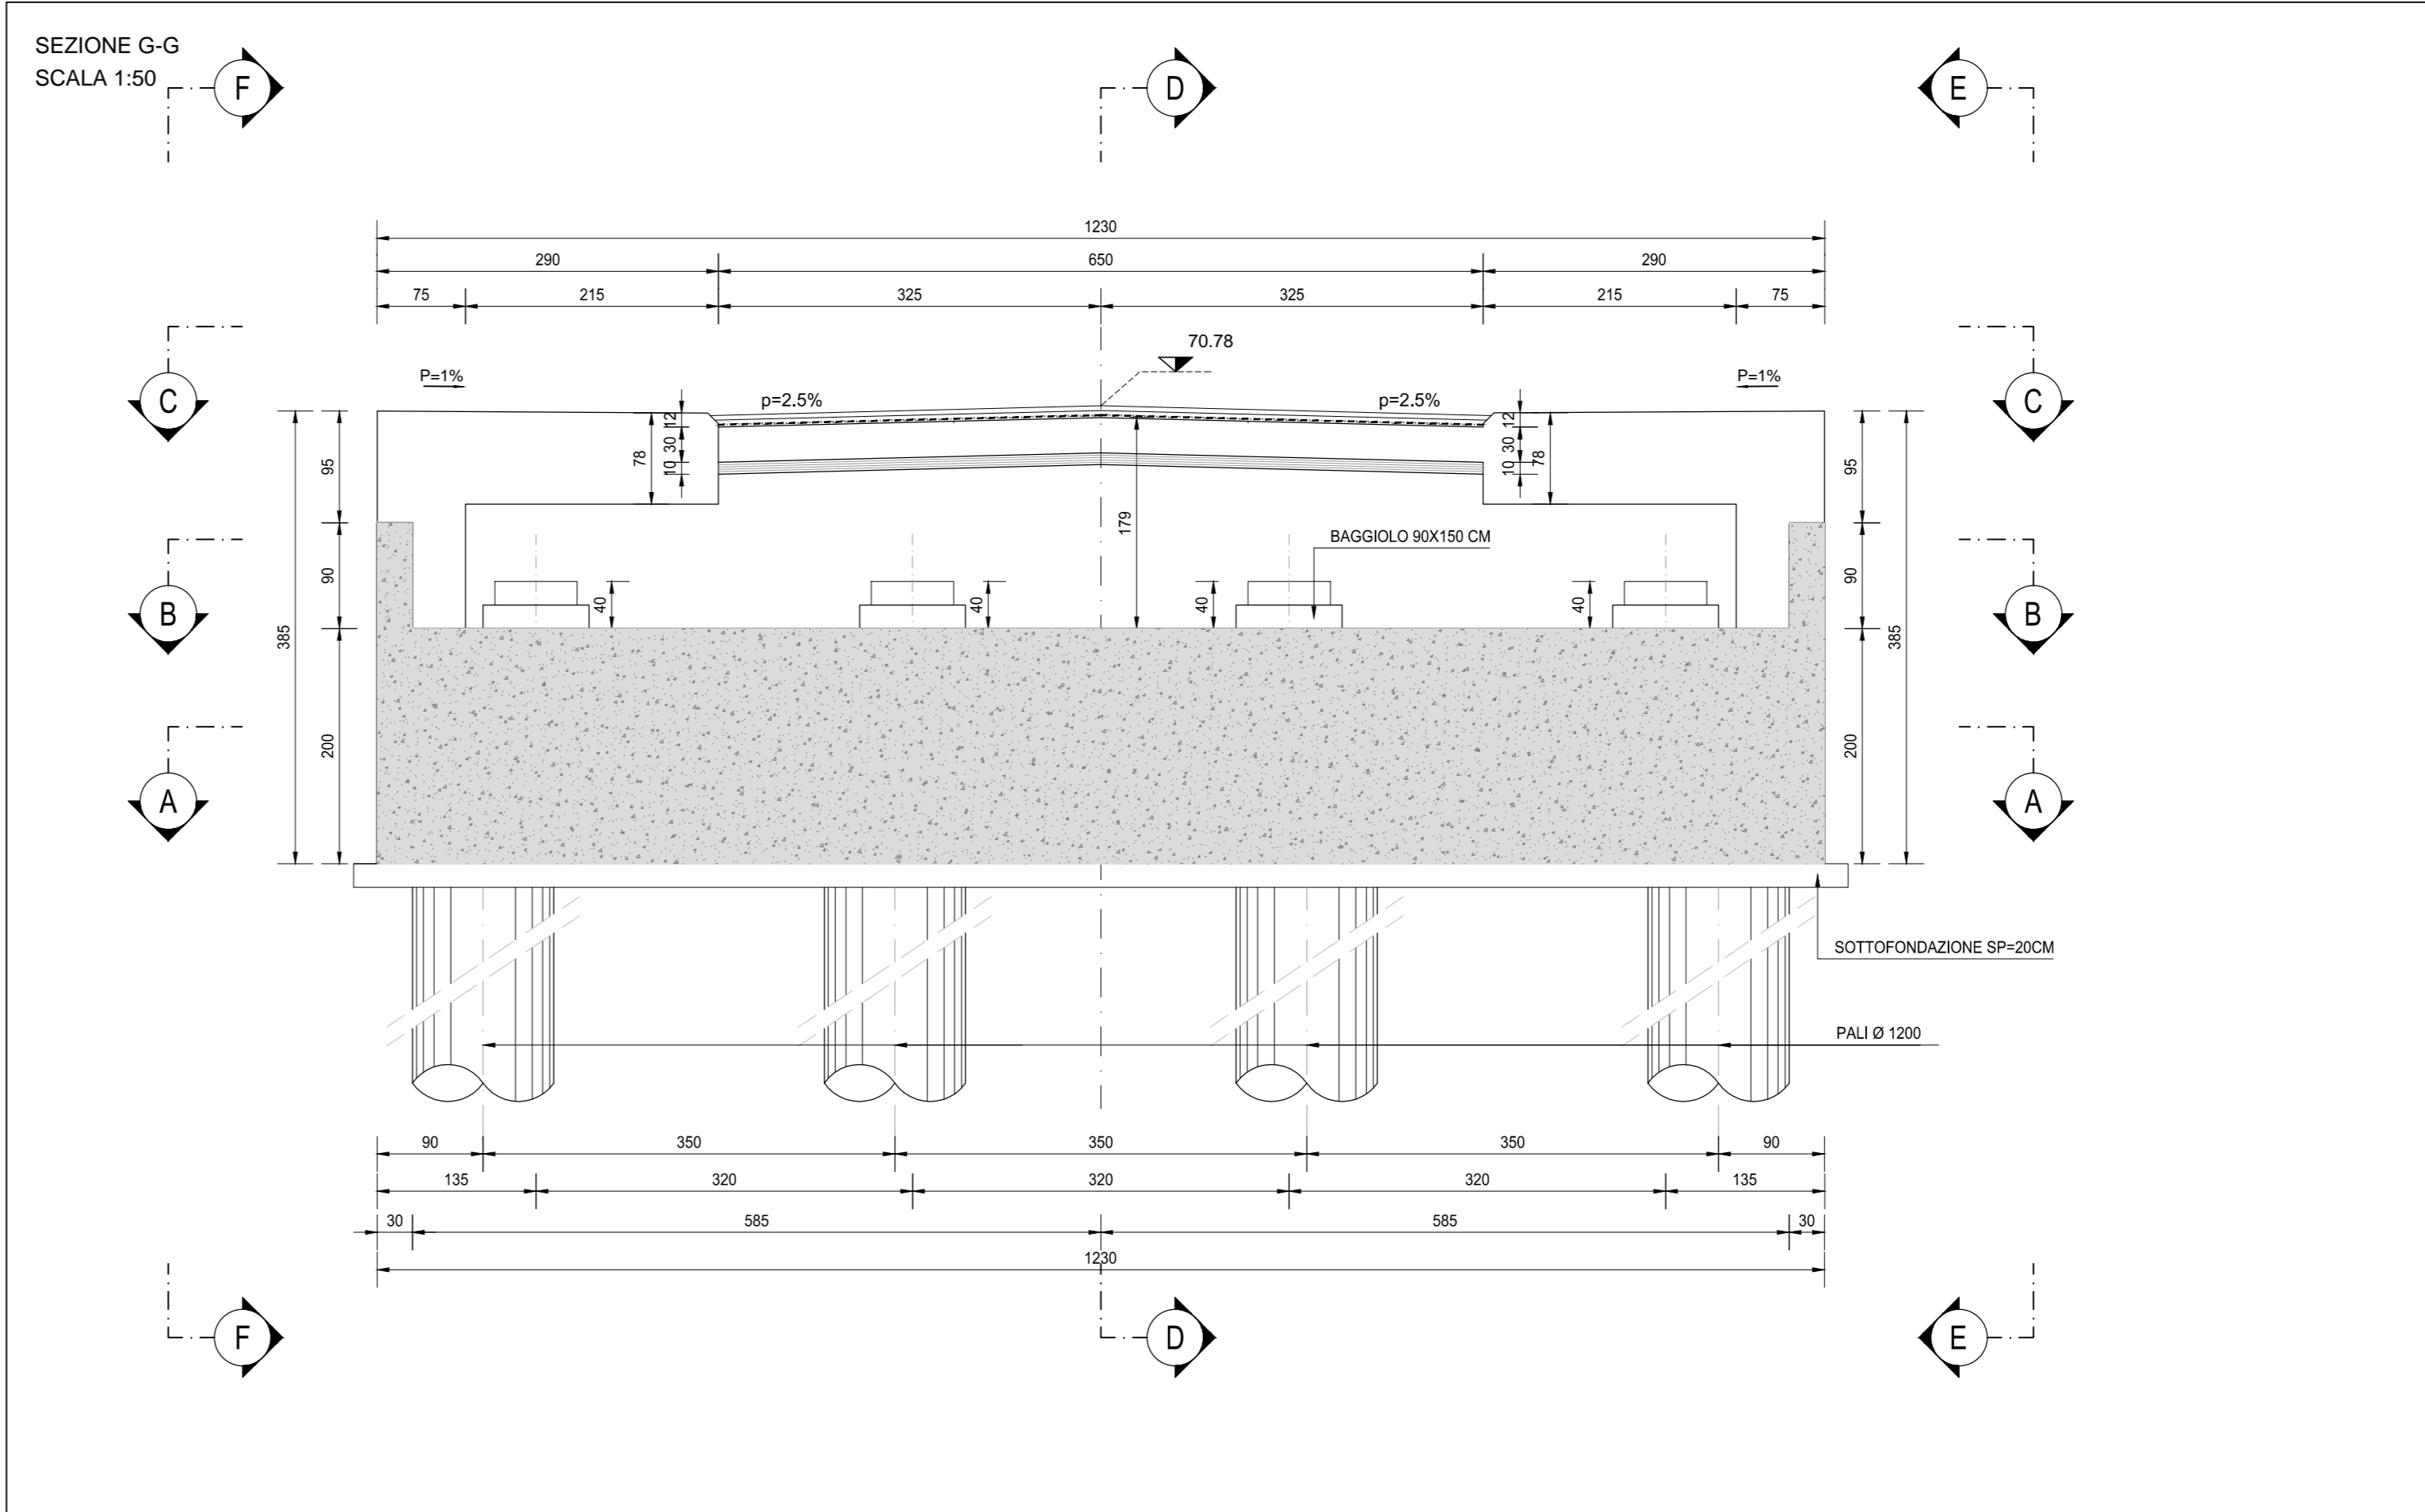 SEZIONE G-G
SCALA 1:50
F D E
1230
290 650 290
75 215 325 325 215 75
70.78
P=1% P=1%
C p=2.5% p=2.5% C
12 12
95 78 30 30 78 95
10 10
179
BAGGIOLO 90X150 CM
90 40 40 40 40 90
B B
385 385
200 200
A A
SOTTOFONDAZIONE SP=20CM
PALI Ø 1200
90 350 350 350 90
135 320 320 320 135
30 585 585 30
1230
F D E